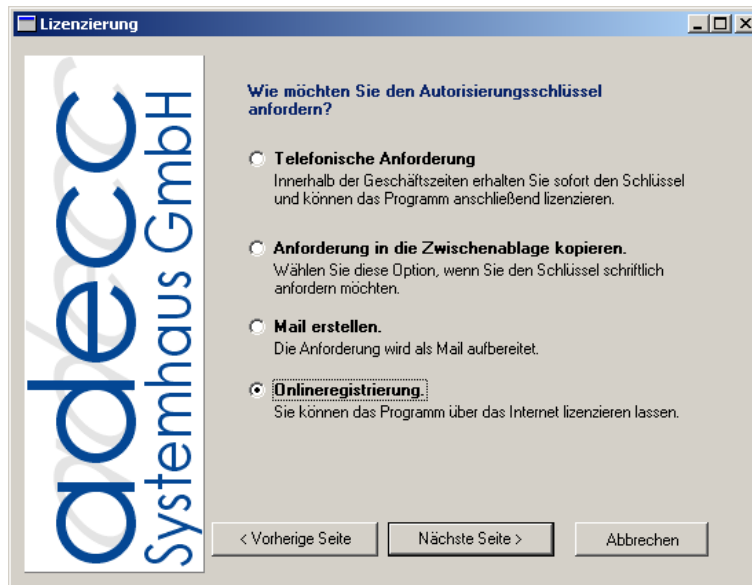 Lizenzierung
adecc
Systemhaus GmbH
Wie möchten Sie den Autorisierungsschlüssel
anfordern?
Telefonische Anforderung
Innerhalb der Geschäftszeiten erhalten Sie sofort den Schlüssel
und können das Programm anschließend lizenzieren.
Anforderung in die Zwischenablage kopieren.
Wählen Sie diese Option, wenn Sie den Schlüssel schriftlich
anfordern möchten.
Mail erstellen.
Die Anforderung wird als Mail aufbereitet.
Onlineregistrierung.
Sie können das Programm über das Internet lizenzieren lassen.
< Vorherige Seite
Nächste Seite >
Abbrechen